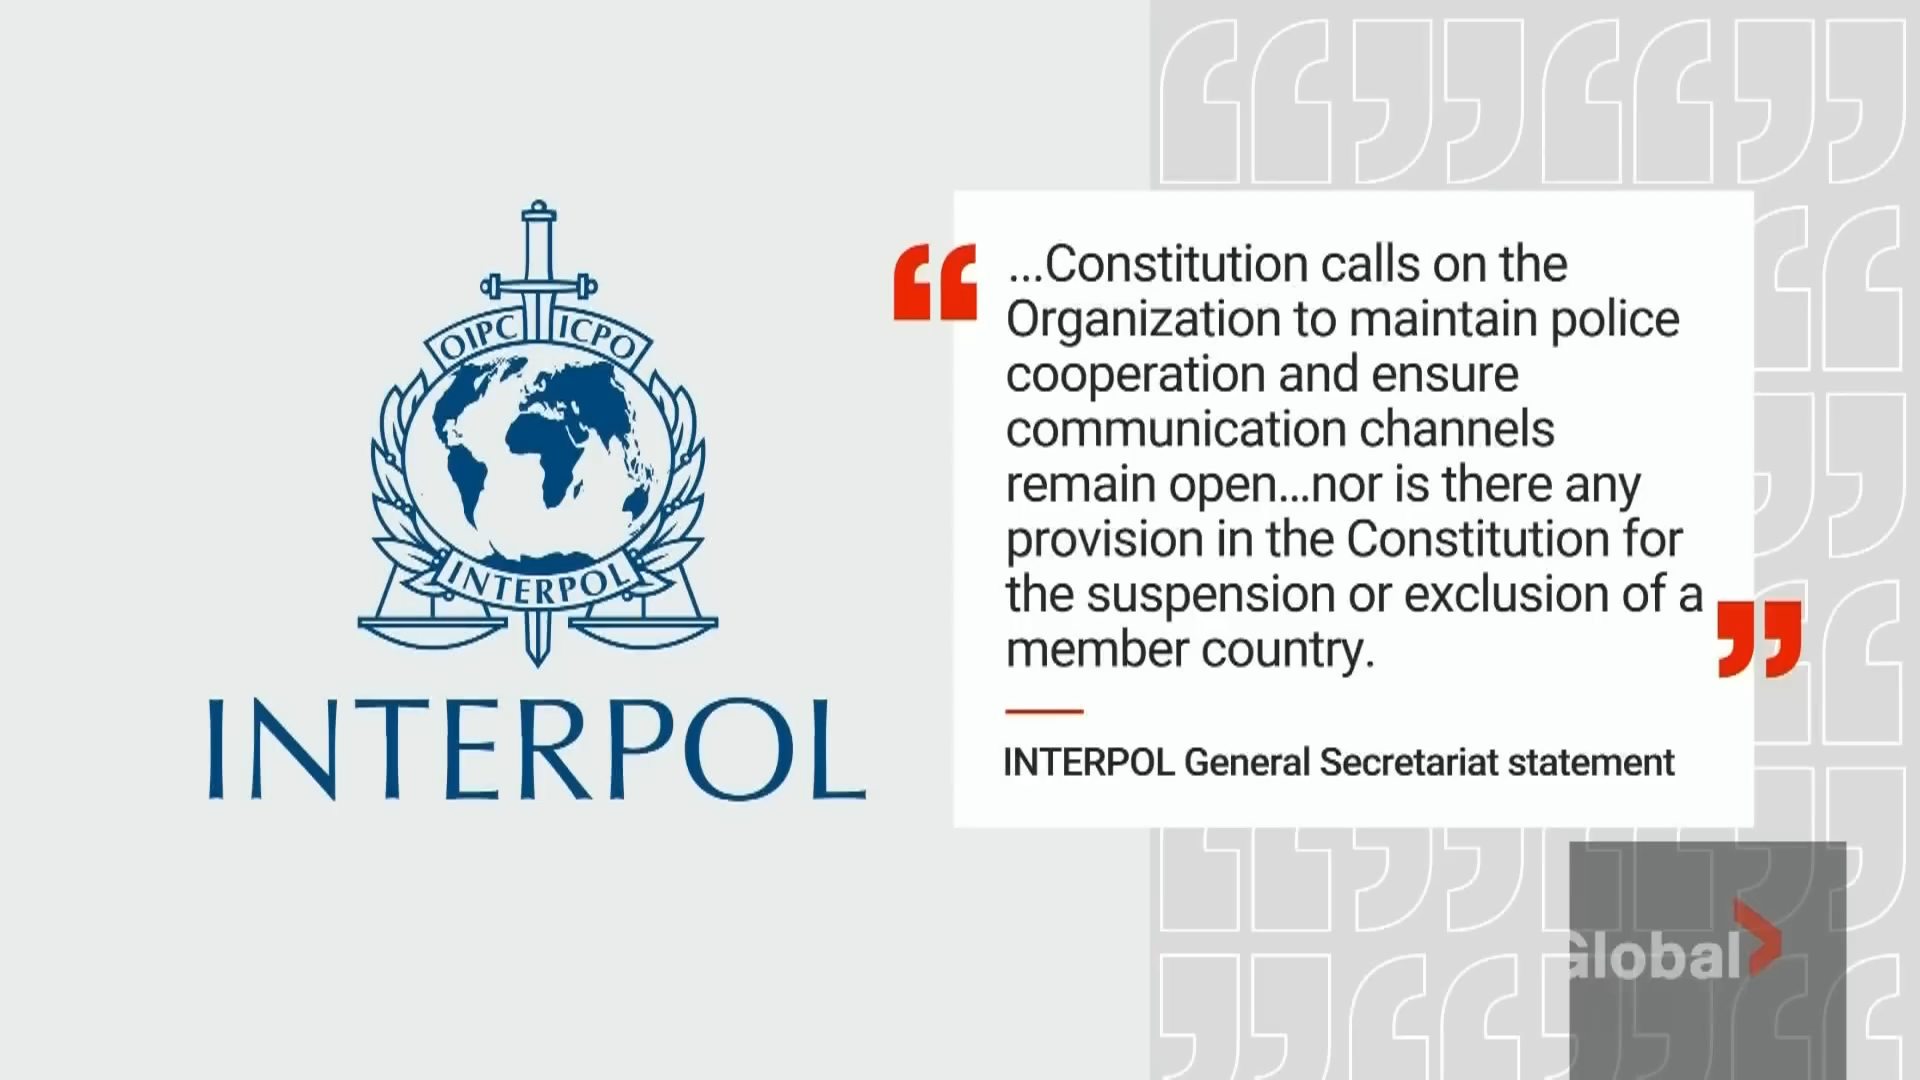 OIPC ICPO
INTERPOL
INTERPOL
...Constitution calls on the
Organization to maintain police
cooperation and ensure
communication channels
remain open...nor is there any
provision in the Constitution for
the suspension or exclusion of a
member country.
INTERPOL General Secretariat statement
Global